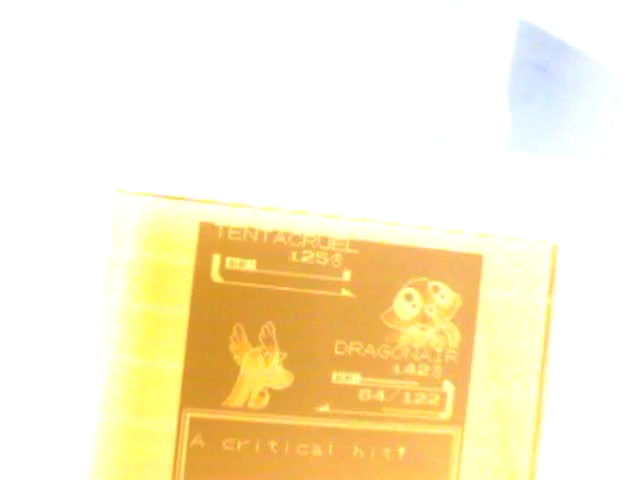 TENTACRUEL
L25♂
HP
DRAGONAIR
L42♂
HP
84/122
A critical hit!